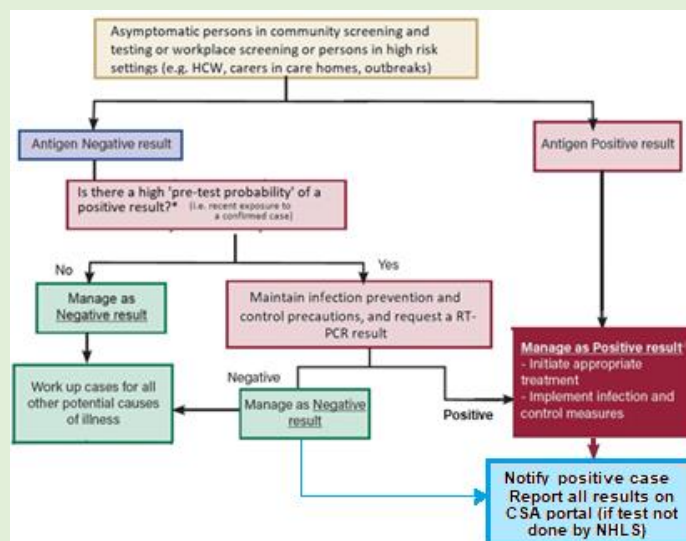 Asymptomatic persons in community screening and
testing or workplace screening or persons in high risk
settings (e.g. HCW, carers in care homes, outbreaks)
Antigen Negative result
Antigen Positive result
Is there a high 'pre-test probability' of a
positive result?* (i.e. recent exposure to
a confirmed case)
No
Yes
Manage as
Negative result
Maintain infection prevention and
control precautions, and request a RT-
PCR result
Manage as Positive result
- Initiate appropriate
treatment
- Implement infection and
control measures
Work up cases for all
other potential causes
of illness
Negative
Manage as Negative
result
Positive
Notify positive case
Report all results on
CSA portal (if test not
done by NHLS)